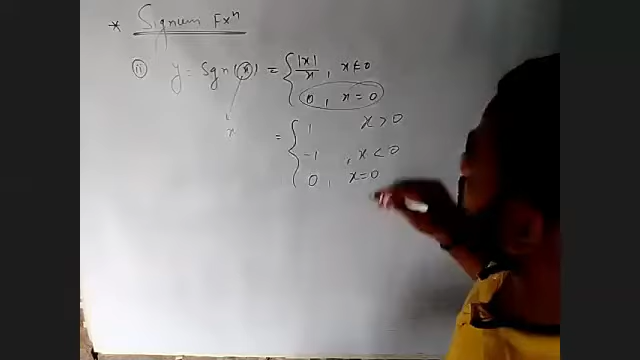 * Signum Fxⁿ
(ii) y = Sgn(x) = { |x|/x , x ≠ 0
0 , x = 0
x
= { 1 x > 0
-1 , x < 0
0 , x = 0